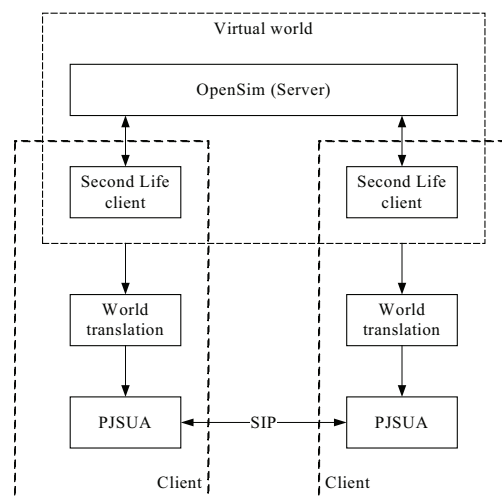 Virtual world
OpenSim (Server)
Second Life
client
Second Life
client
World
translation
World
translation
PJSUA
SIP
PJSUA
Client
Client